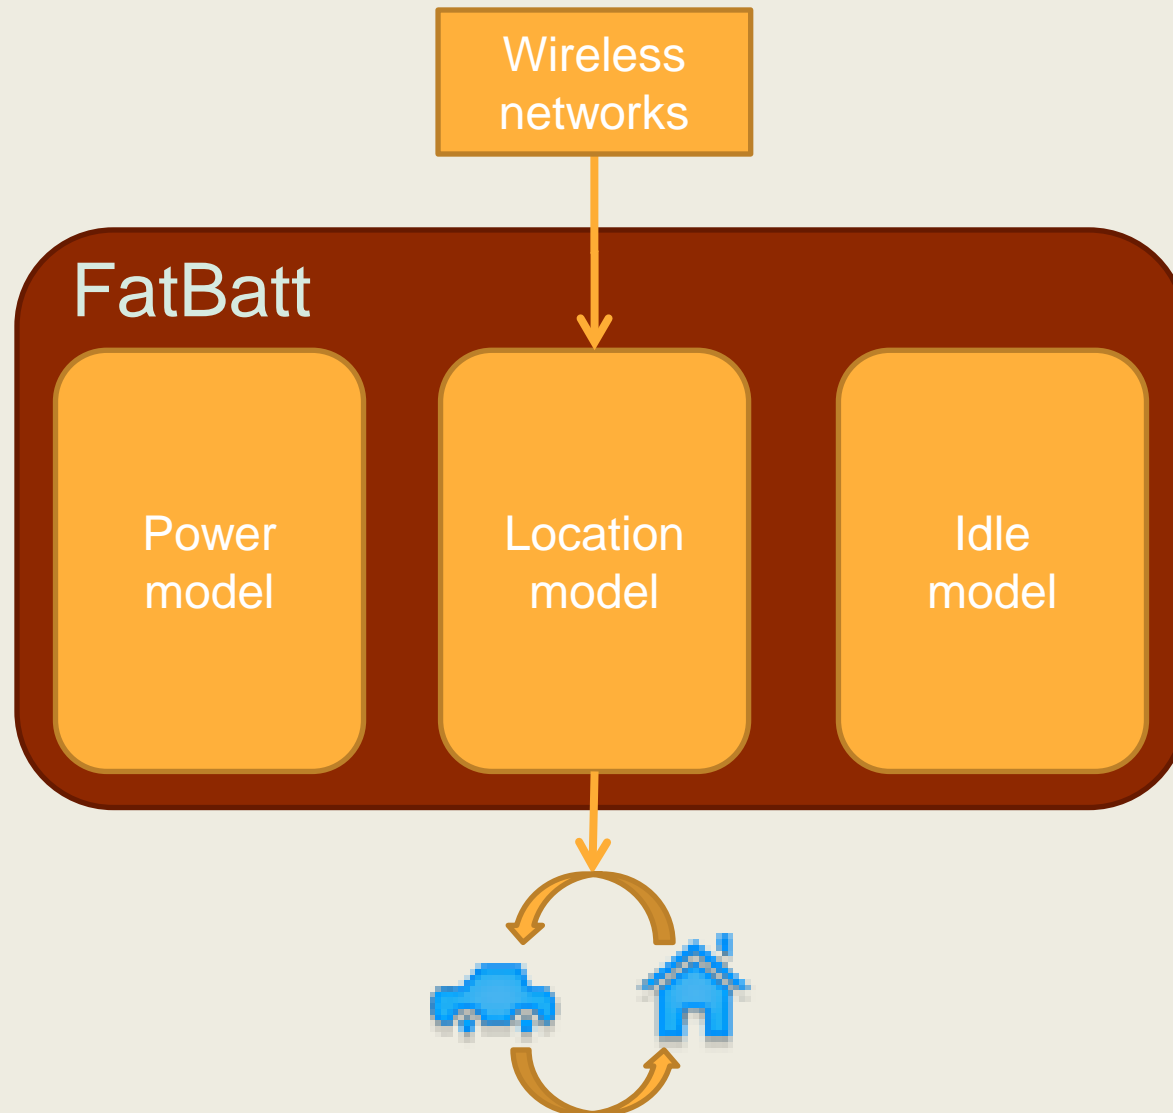 Wireless
networks
FatBatt
Power
model
Location
model
Idle
model